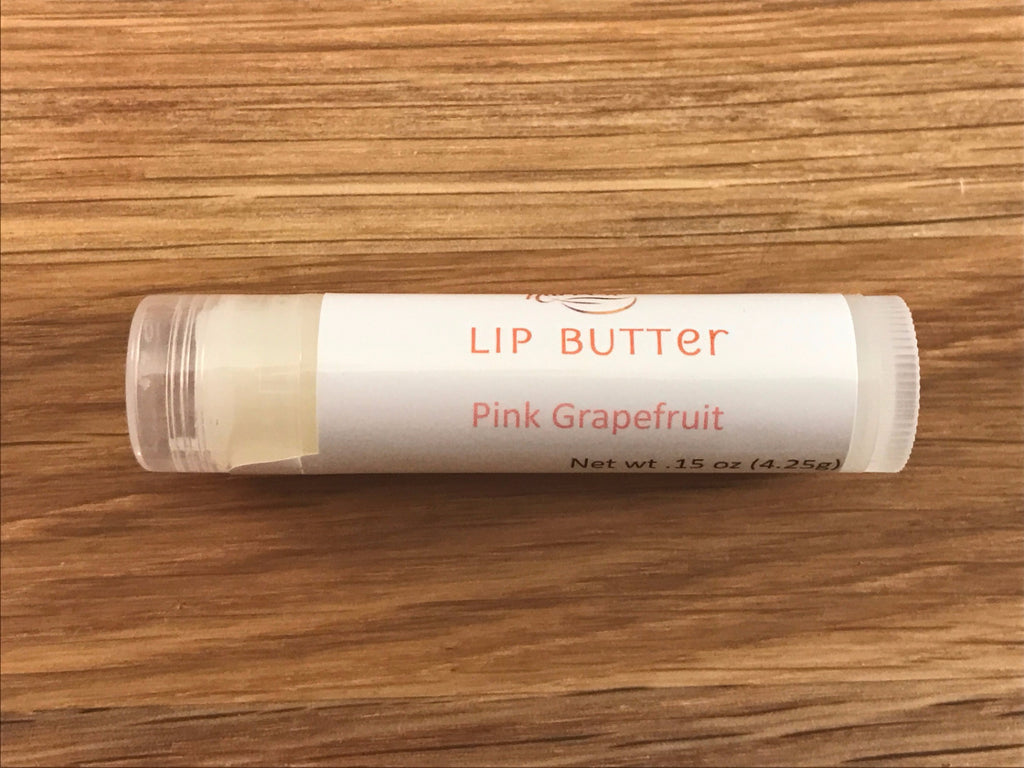 LIP BUTTer
Pink Grapefruit
Net wt .15 oz (4.25g)